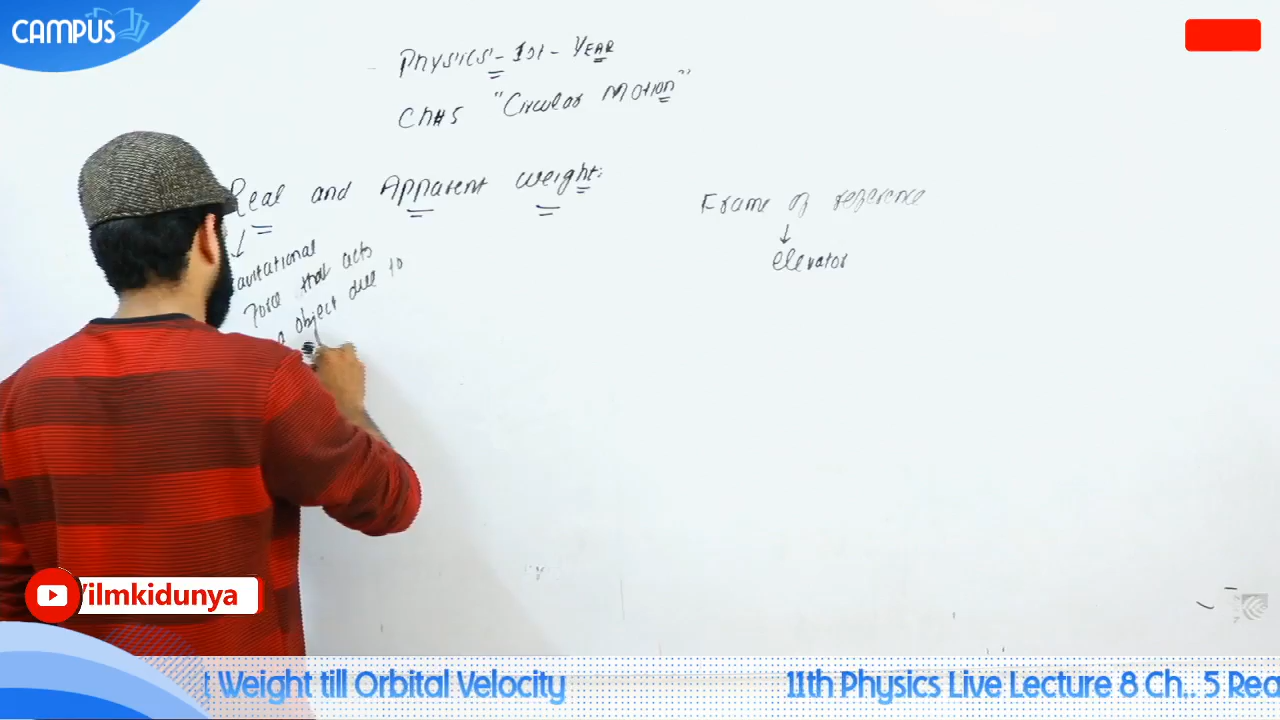 CAMPUS
Physics - 1st - YEAR
CH#5 "Circular Motion"
Real and Apparent weight:
Frame of reference
elevator
avitational
Force that acts
a object due to
/ilmkidunya
t Weight till Orbital Velocity
11th Physics Live Lecture 8 Ch,. 5 Rea